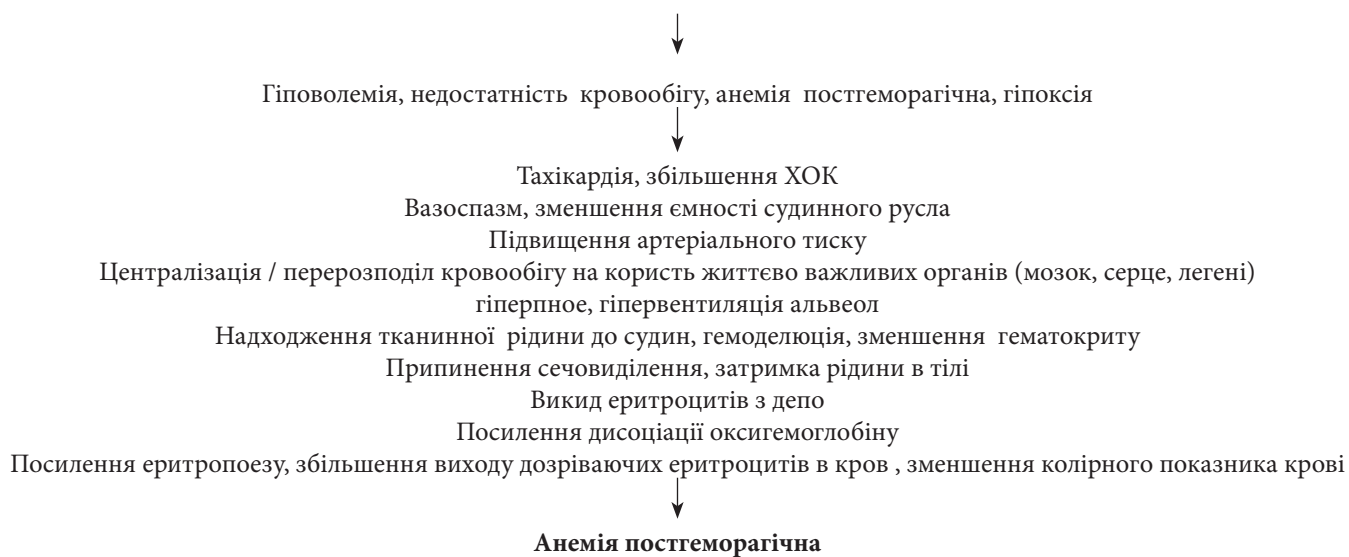 Гіповолемія, недостатність кровообігу, анемія постгеморагічна, гіпоксія
Тахікардія, збільшення ХОК
Вазоспазм, зменшення ємності судинного русла
Підвищення артеріального тиску
Централізація / перерозподіл кровообігу на користь життєво важливих органів (мозок, серце, легені)
гіперпное, гіпервентиляція альвеол
Надходження тканинної рідини до судин, гемоделюція, зменшення гематокриту
Припинення сечовиділення, затримка рідини в тілі
Викид еритроцитів з депо
Посилення дисоціації оксигемоглобіну
Посилення еритропоезу, збільшення виходу дозріваючих еритроцитів в кров , зменшення колірного показника крові
Анемія постгеморагічна